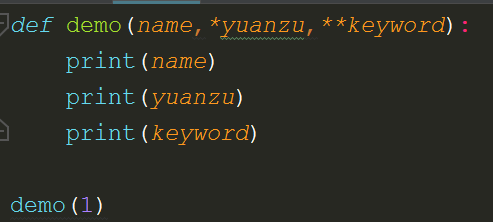 def demo(name,*yuanzu,**keyword):
    print(name)
    print(yuanzu)
    print(keyword)
demo(1)